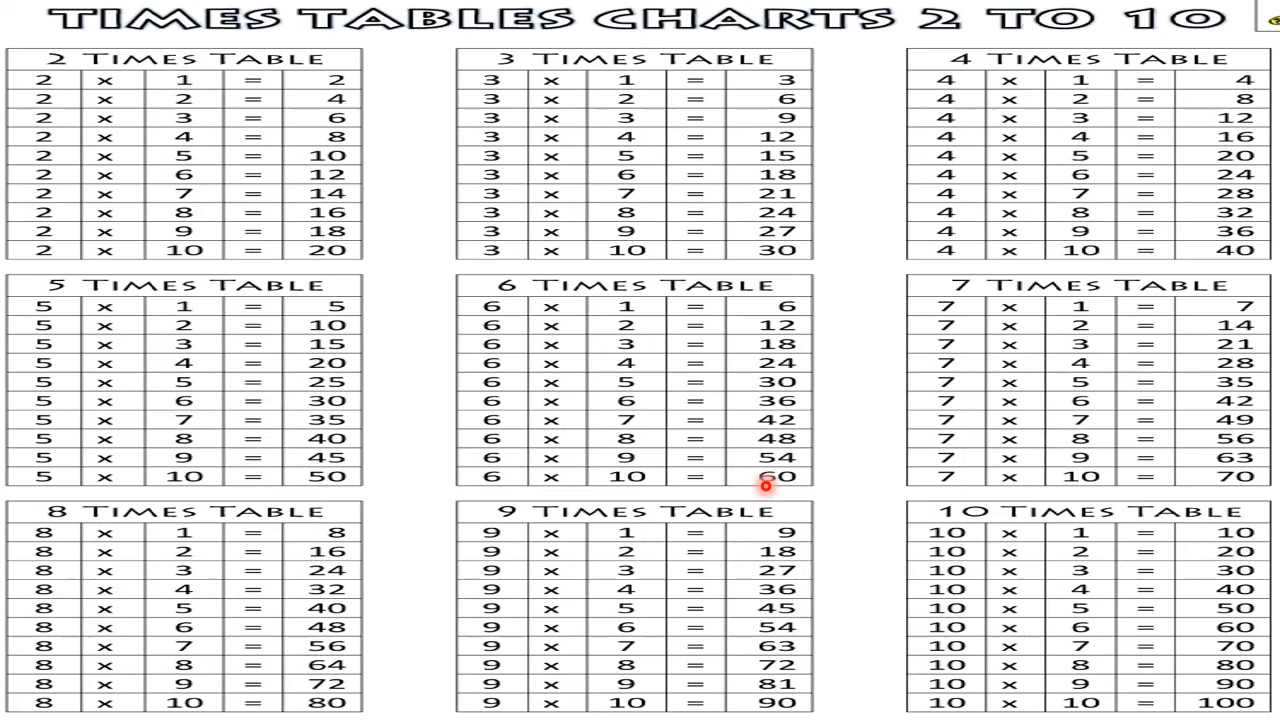 TIMES TABLES CHARTS 2 TO 10
2 TIMES TABLE
2 x 1 = 2
2 x 2 = 4
2 x 3 = 6
2 x 4 = 8
2 x 5 = 10
2 x 6 = 12
2 x 7 = 14
2 x 8 = 16
2 x 9 = 18
2 x 10 = 20
3 TIMES TABLE
3 x 1 = 3
3 x 2 = 6
3 x 3 = 9
3 x 4 = 12
3 x 5 = 15
3 x 6 = 18
3 x 7 = 21
3 x 8 = 24
3 x 9 = 27
3 x 10 = 30
4 TIMES TABLE
4 x 1 = 4
4 x 2 = 8
4 x 3 = 12
4 x 4 = 16
4 x 5 = 20
4 x 6 = 24
4 x 7 = 28
4 x 8 = 32
4 x 9 = 36
4 x 10 = 40
5 TIMES TABLE
5 x 1 = 5
5 x 2 = 10
5 x 3 = 15
5 x 4 = 20
5 x 5 = 25
5 x 6 = 30
5 x 7 = 35
5 x 8 = 40
5 x 9 = 45
5 x 10 = 50
6 TIMES TABLE
6 x 1 = 6
6 x 2 = 12
6 x 3 = 18
6 x 4 = 24
6 x 5 = 30
6 x 6 = 36
6 x 7 = 42
6 x 8 = 48
6 x 9 = 54
6 x 10 = 60
7 TIMES TABLE
7 x 1 = 7
7 x 2 = 14
7 x 3 = 21
7 x 4 = 28
7 x 5 = 35
7 x 6 = 42
7 x 7 = 49
7 x 8 = 56
7 x 9 = 63
7 x 10 = 70
8 TIMES TABLE
8 x 1 = 8
8 x 2 = 16
8 x 3 = 24
8 x 4 = 32
8 x 5 = 40
8 x 6 = 48
8 x 7 = 56
8 x 8 = 64
8 x 9 = 72
8 x 10 = 80
9 TIMES TABLE
9 x 1 = 9
9 x 2 = 18
9 x 3 = 27
9 x 4 = 36
9 x 5 = 45
9 x 6 = 54
9 x 7 = 63
9 x 8 = 72
9 x 9 = 81
9 x 10 = 90
10 TIMES TABLE
10 x 1 = 10
10 x 2 = 20
10 x 3 = 30
10 x 4 = 40
10 x 5 = 50
10 x 6 = 60
10 x 7 = 70
10 x 8 = 80
10 x 9 = 90
10 x 10 = 100